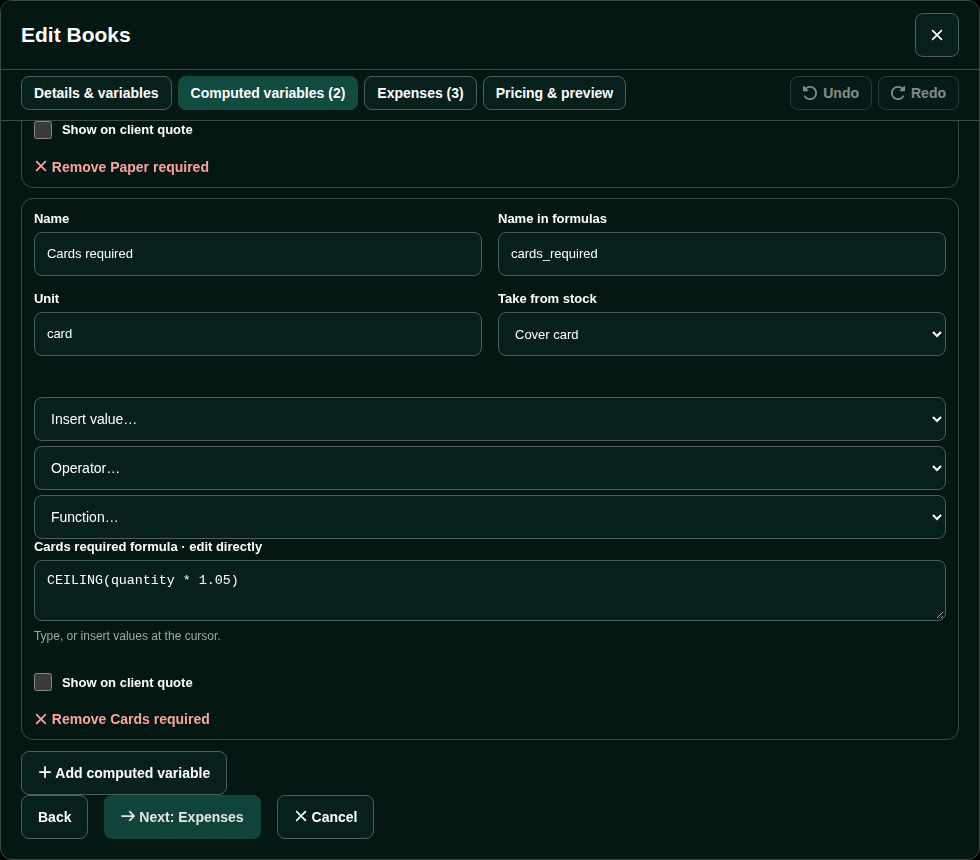 Edit Books
Details & variables
Computed variables (2)
Expenses (3)
Pricing & preview
Undo
Redo
Show on client quote
Remove Paper required
Name
Name in formulas
Cards required
cards_required
Unit
Take from stock
card
Cover card
Insert value…
Operator…
Function…
Cards required formula · edit directly
CEILING(quantity * 1.05)
Type, or insert values at the cursor.
Show on client quote
Remove Cards required
Add computed variable
Back
Next: Expenses
Cancel